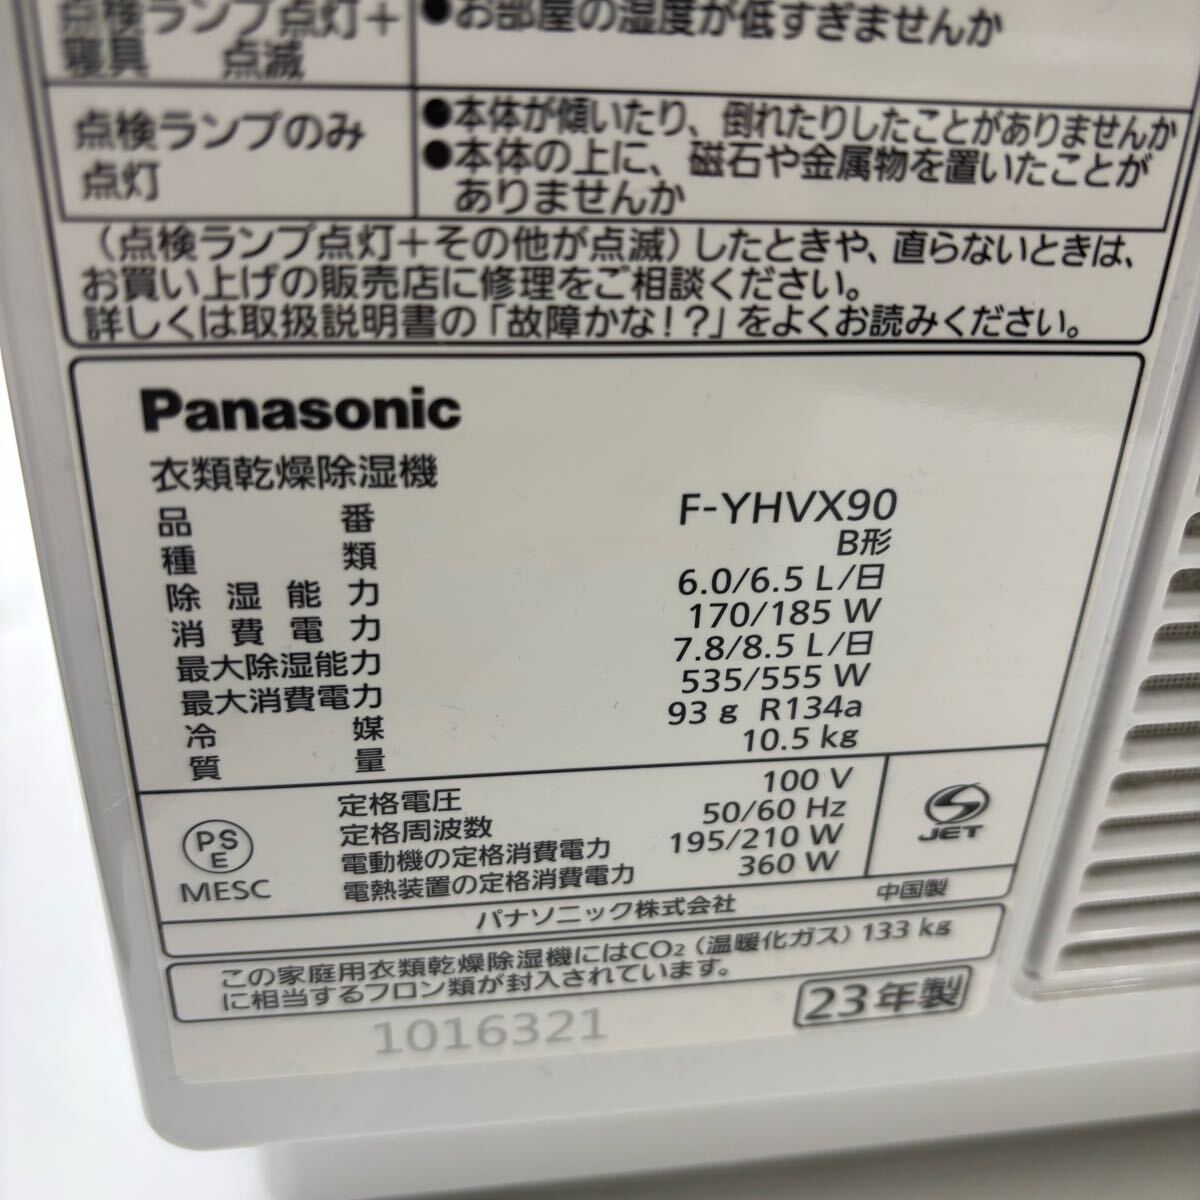 点検ランプ点灯＋
寝具　点滅
●お部屋の湿度が低すぎませんか
点検ランプのみ
点灯
●本体が傾いたり、倒れたりしたことがありませんか
●本体の上に、磁石や金属物を置いたことが
ありませんか
（点検ランプ点灯＋その他が点滅）したときや、直らないときは、
お買い上げの販売店に修理をご相談ください。
詳しくは取扱説明書の「故障かな！？」をよくお読みください。
Panasonic
衣類乾燥除湿機
品番 F-YHVX90
種類 B形
除湿能力 6.0/6.5 L/日
消費電力 170/185 W
最大除湿能力 7.8/8.5 L/日
最大消費電力 535/555 W
冷媒 93 g R134a
質量 10.5 kg
PS
E
MESC
定格電圧 100 V
定格周波数 50/60 Hz
電動機の定格消費電力 195/210 W
電熱装置の定格消費電力 360 W
JET
パナソニック株式会社 中国製
この家庭用衣類乾燥除湿機にはCO₂（温暖化ガス）133 kg
に相当するフロン類が封入されています。
23年製
1016321